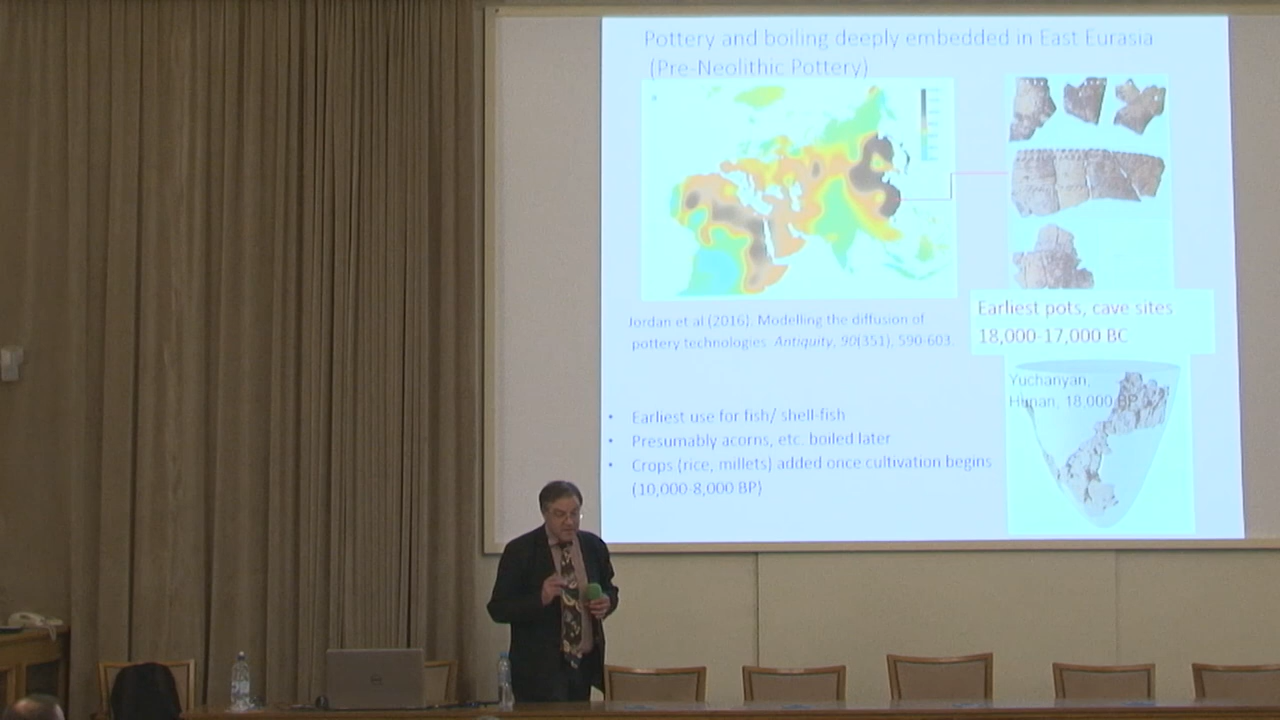 Pottery and boiling deeply embedded in East Eurasia
(Pre-Neolithic Pottery)
Jordan et al (2016). Modelling the diffusion of
pottery technologies. Antiquity, 90(351), 590-603.
Earliest pots, cave sites
18,000-17,000 BC
Yuchanyan,
Hunan, 18,000 BP
• Earliest use for fish/ shell-fish
• Presumably acorns, etc. boiled later
• Crops (rice, millets) added once cultivation begins
(10,000-8,000 BP)